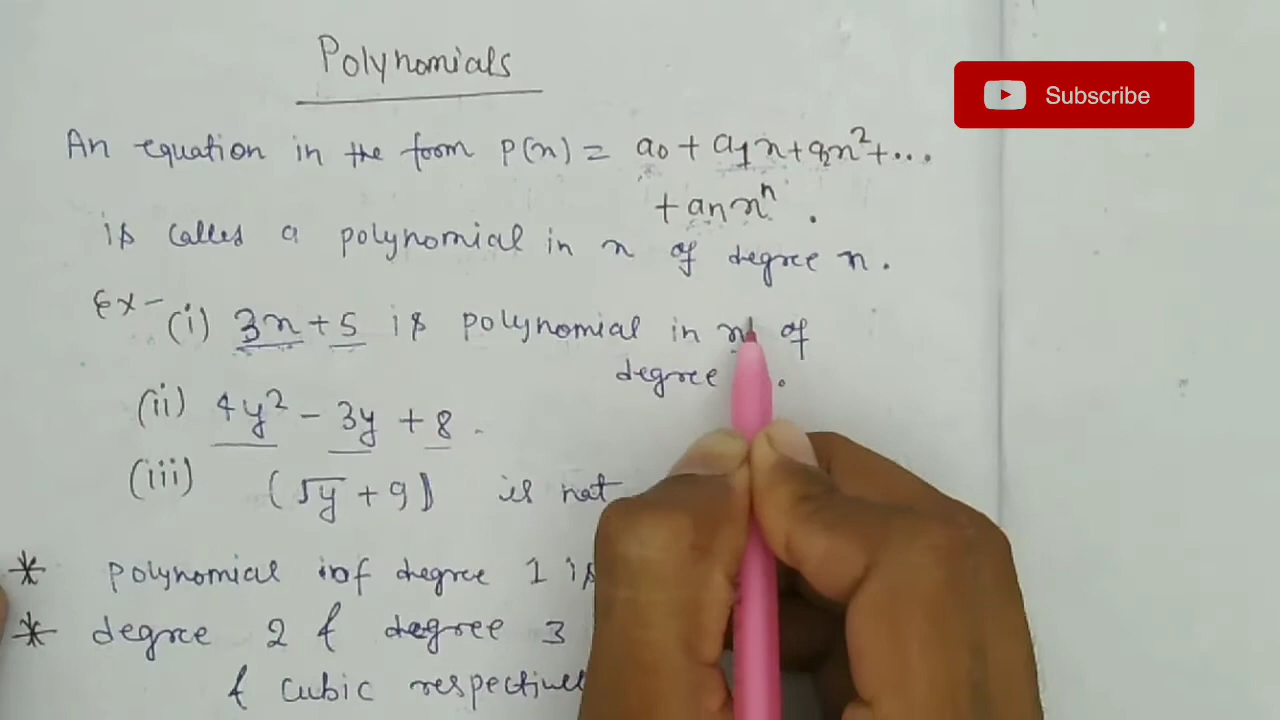 Polynomials
Subscribe
An equation in the form p(x) = a₀ + a₁x + a₂x² + ...
+ aₙxⁿ .
is called a polynomial in x of degree n.
Ex- (i) 3x + 5 is polynomial in x of
degree .
(ii) 4y² - 3y + 8 .
(iii) (√y + 9) is not
* polynomial of degree 1 is
* degree 2 & degree 3
& cubic